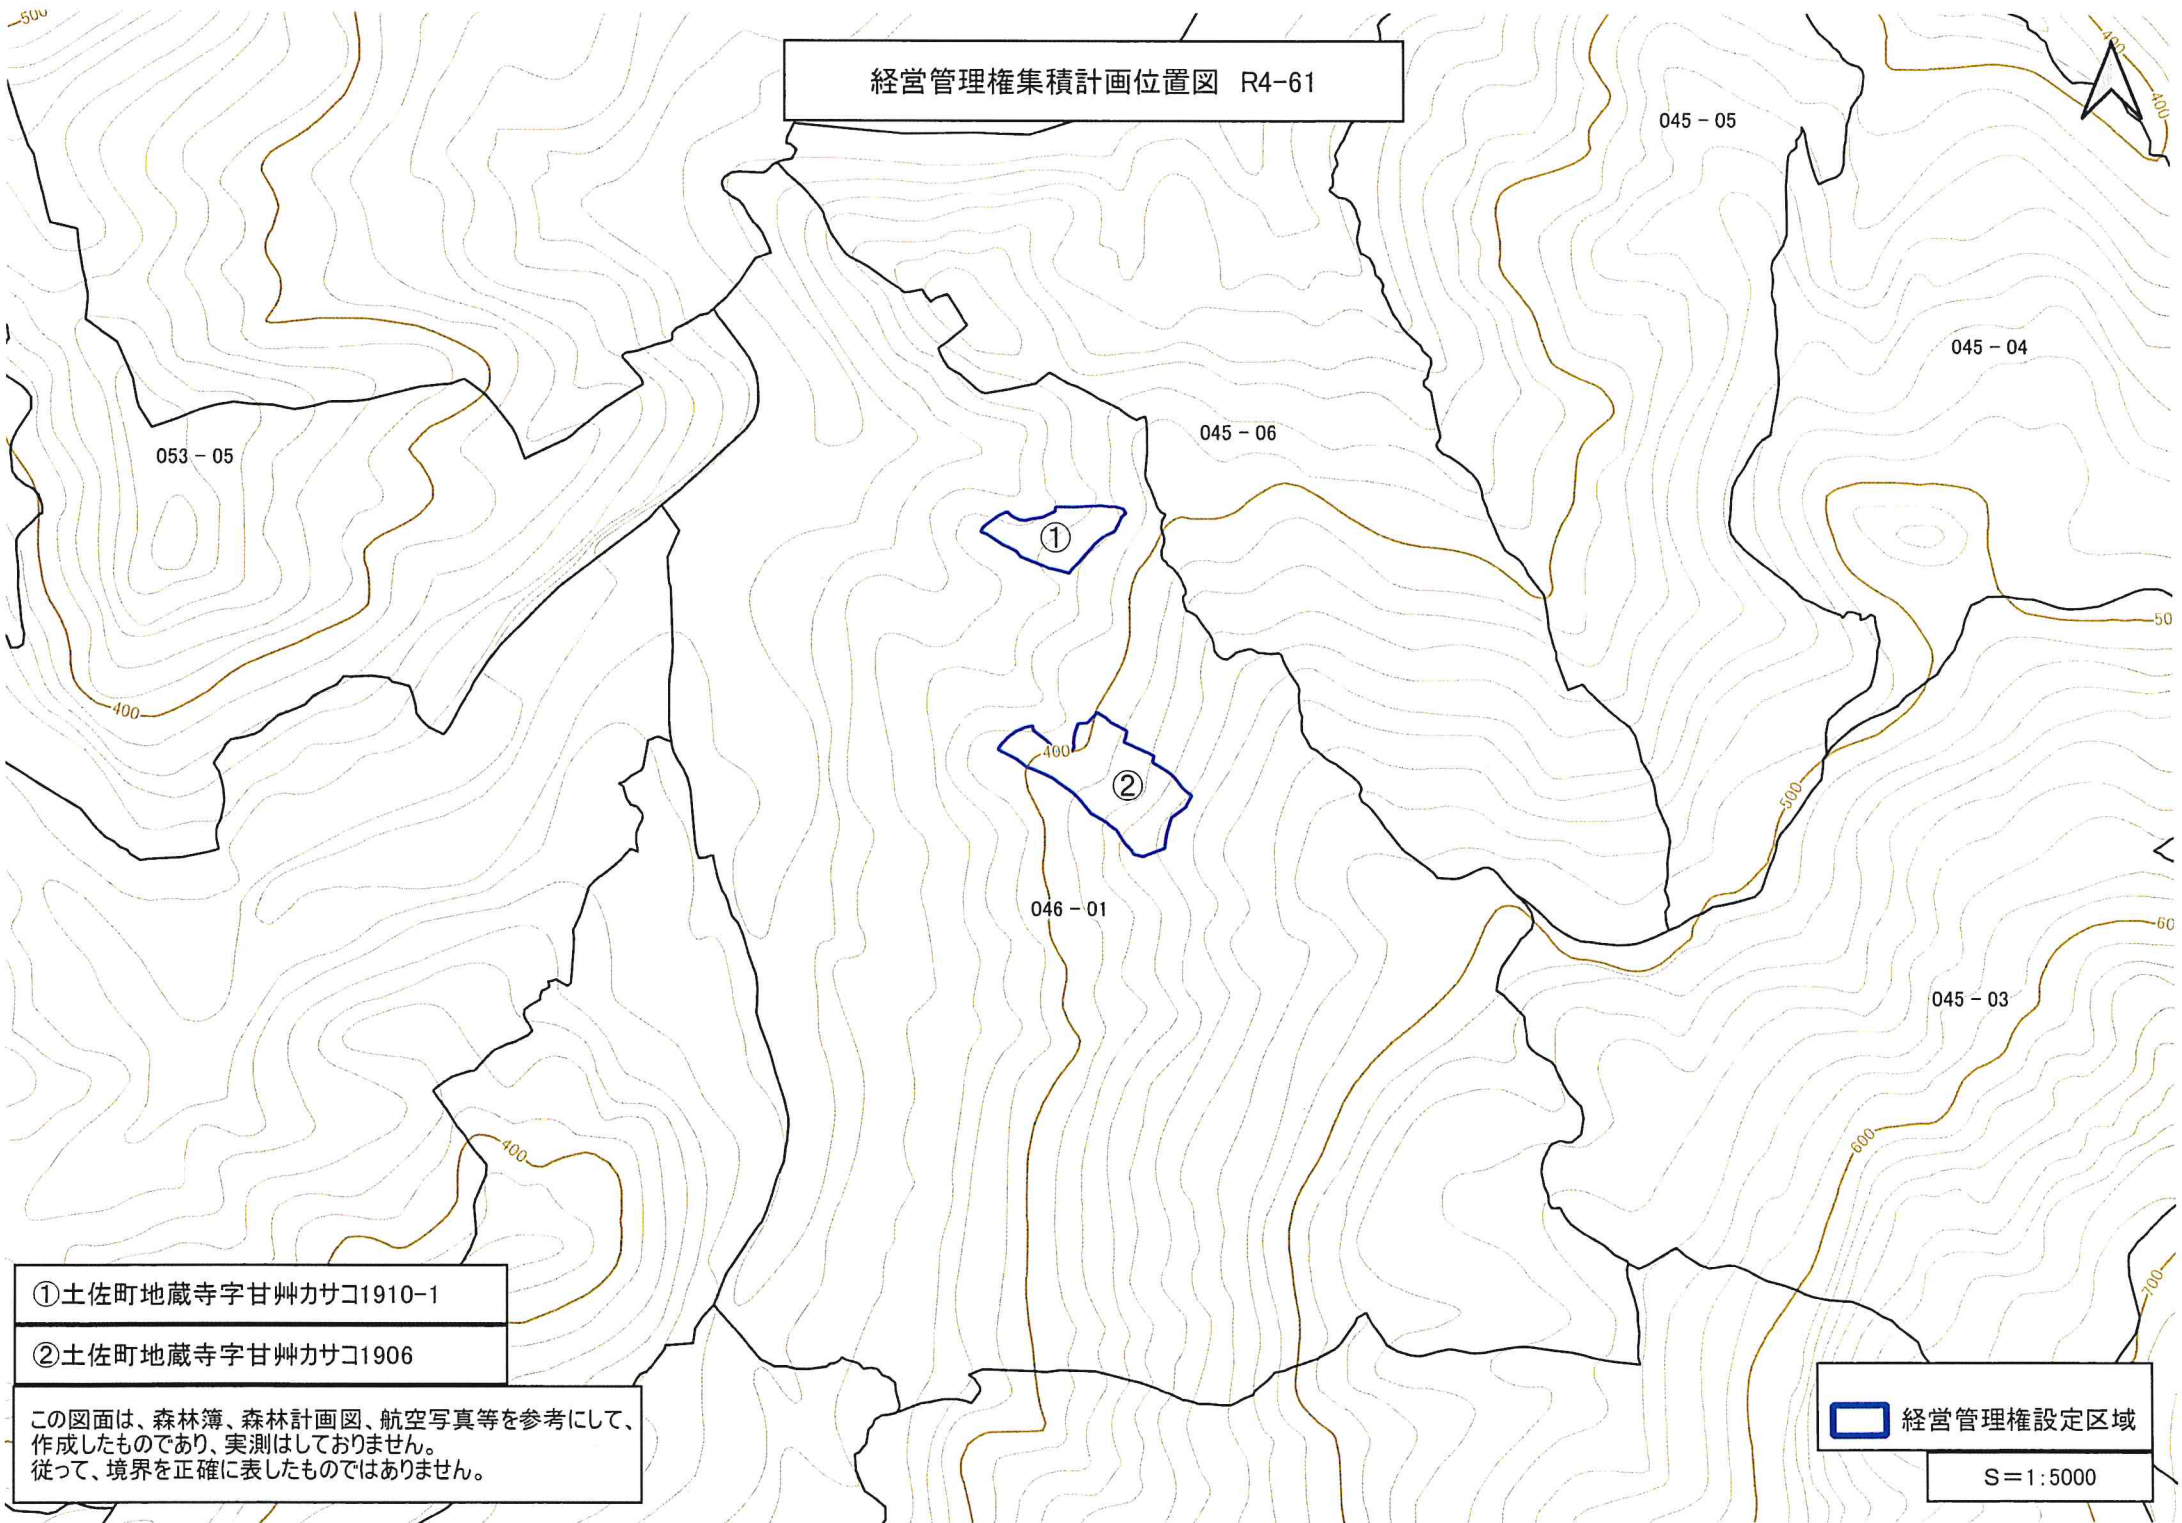 経営管理権集積計画位置図 R4-61
500
400
400
045-05
045-04
045-06
053-05
50
400
400
①
②
500
046-01
60
045-03
400
600
700
①土佐町地蔵寺字甘艸カサコ1910-1
②土佐町地蔵寺字甘艸カサコ1906
この図面は、森林簿、森林計画図、航空写真等を参考にして、
作成したものであり、実測はしておりません。
従って、境界を正確に表したものではありません。
経営管理権設定区域
S=1:5000